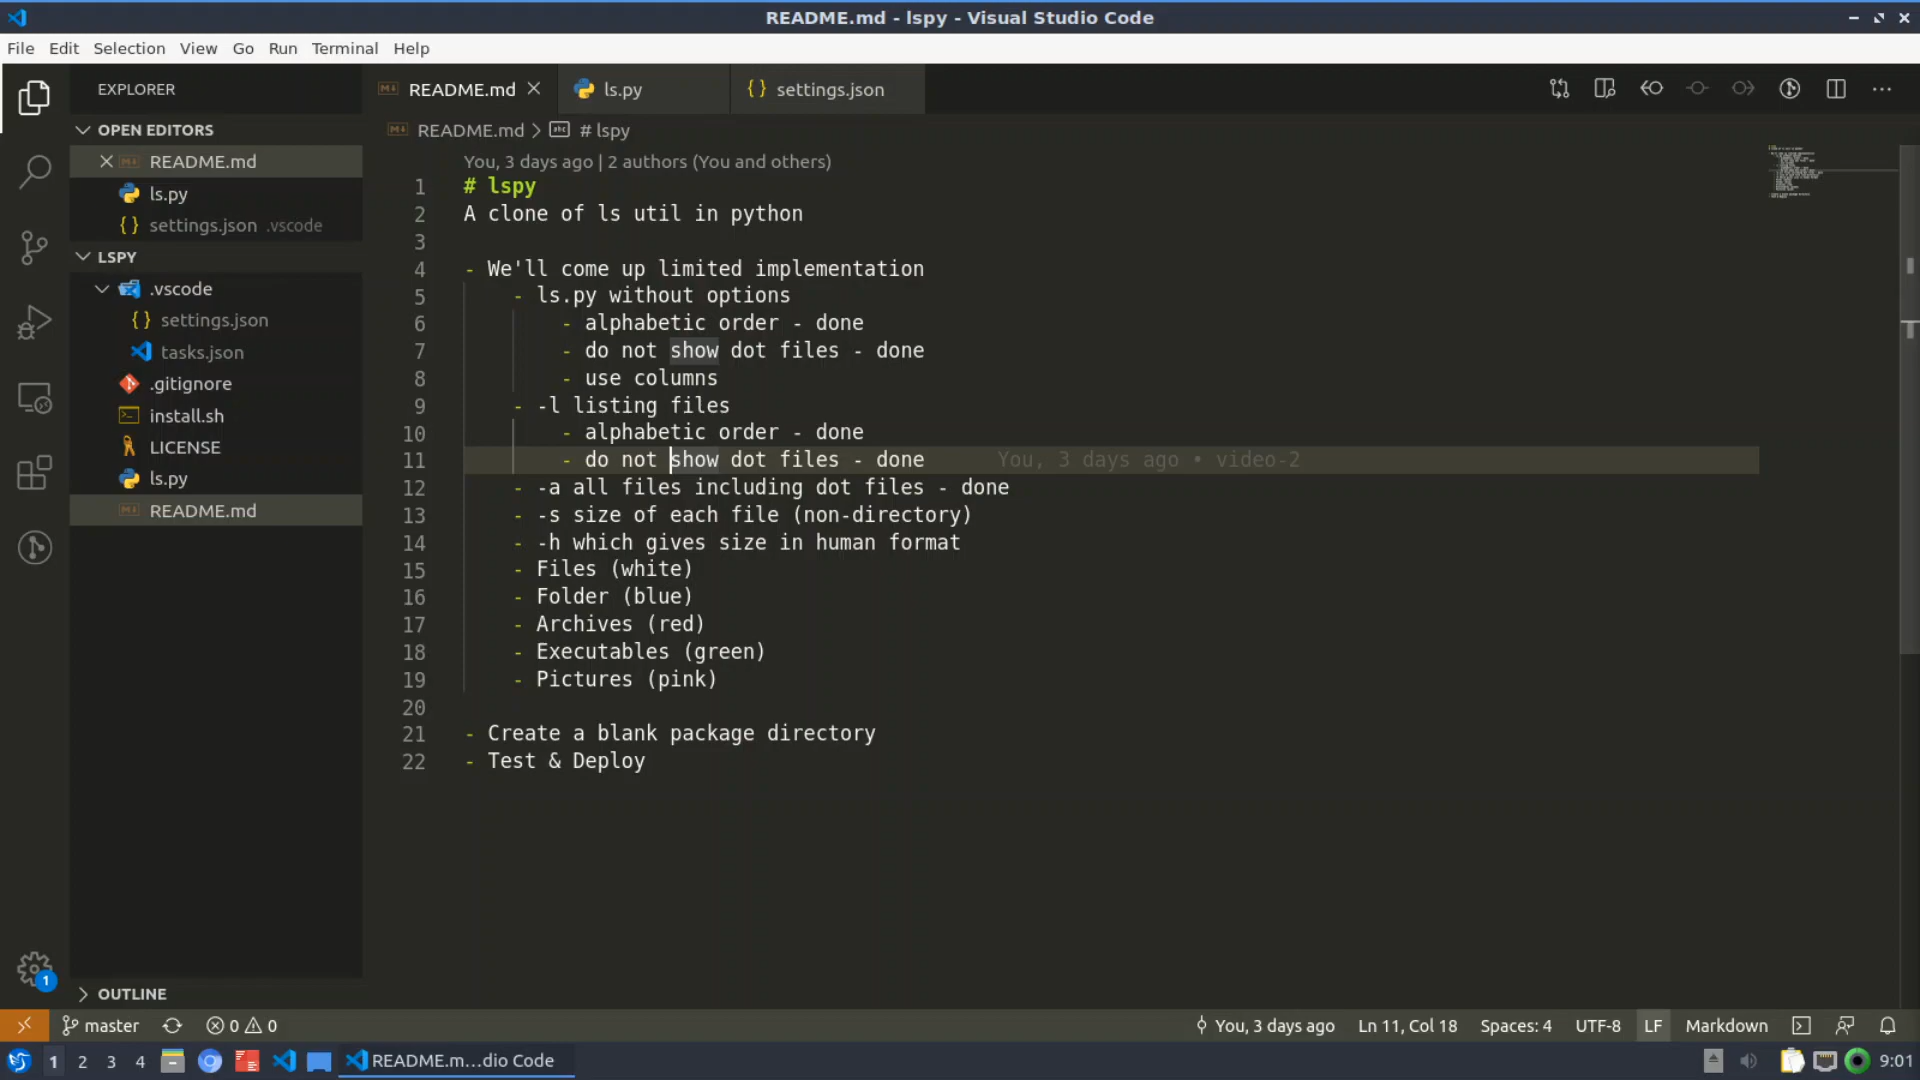 README.md - lspy - Visual Studio Code
File Edit Selection View Go Run Terminal Help
EXPLORER
OPEN EDITORS
README.md
ls.py
settings.json .vscode
LSPY
.vscode
settings.json
tasks.json
.gitignore
install.sh
LICENSE
ls.py
README.md
OUTLINE
README.md ls.py settings.json
README.md > # lspy
You, 3 days ago | 2 authors (You and others)
1 # lspy
2 A clone of ls util in python
3
4 - We'll come up limited implementation
5 - ls.py without options
6 - alphabetic order - done
7 - do not show dot files - done
8 - use columns
9 - -l listing files
10 - alphabetic order - done
11 - do not show dot files - done You, 3 days ago • video-2
12 - -a all files including dot files - done
13 - -s size of each file (non-directory)
14 - -h which gives size in human format
15 - Files (white)
16 - Folder (blue)
17 - Archives (red)
18 - Executables (green)
19 - Pictures (pink)
20
21 - Create a blank package directory
22 - Test & Deploy
1
master 0 0 You, 3 days ago Ln 11, Col 18 Spaces: 4 UTF-8 LF Markdown
1 2 3 4 README.m...dio Code 9:01